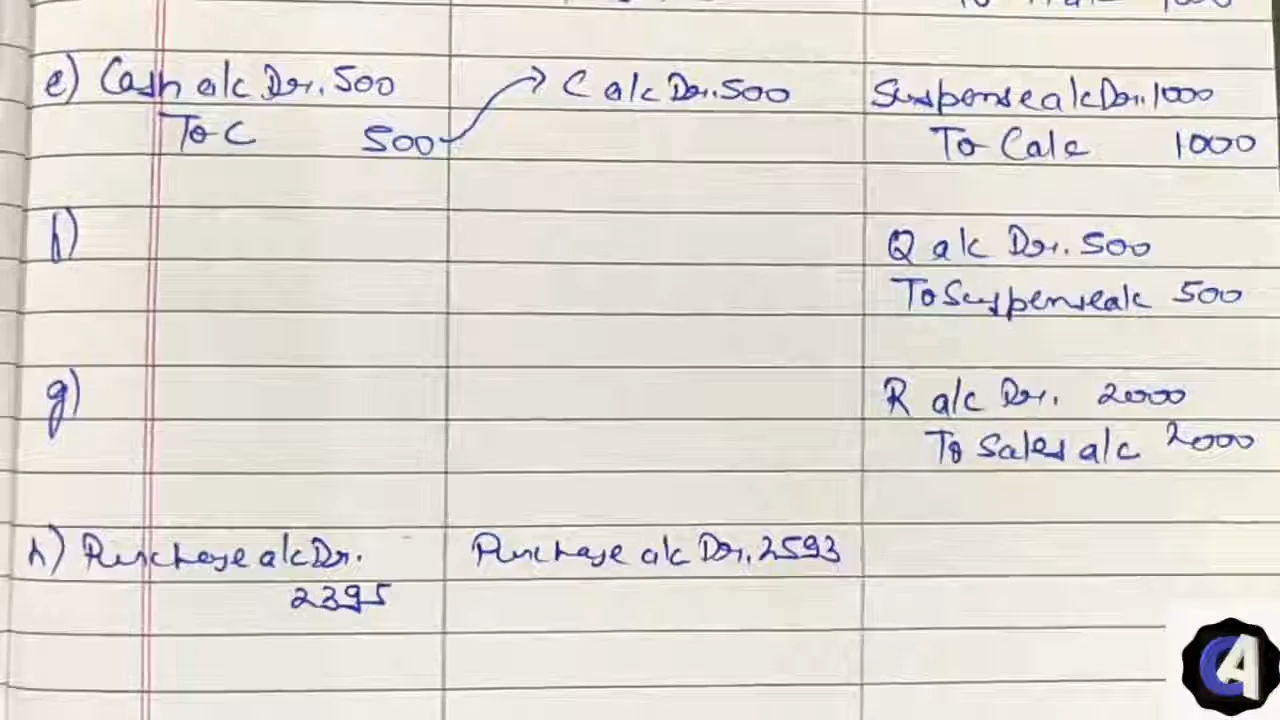 e) Cash a/c Dr. 500 C a/c Dr. 500 Suspense a/c Dr. 1000
To C 500 To C a/c 1000
f) Q a/c Dr. 500
To Suspense a/c 500
g) R a/c Dr. 2000
To Sales a/c 2000
h) Purchase a/c Dr. Purchase a/c Dr. 2593
2395
CA